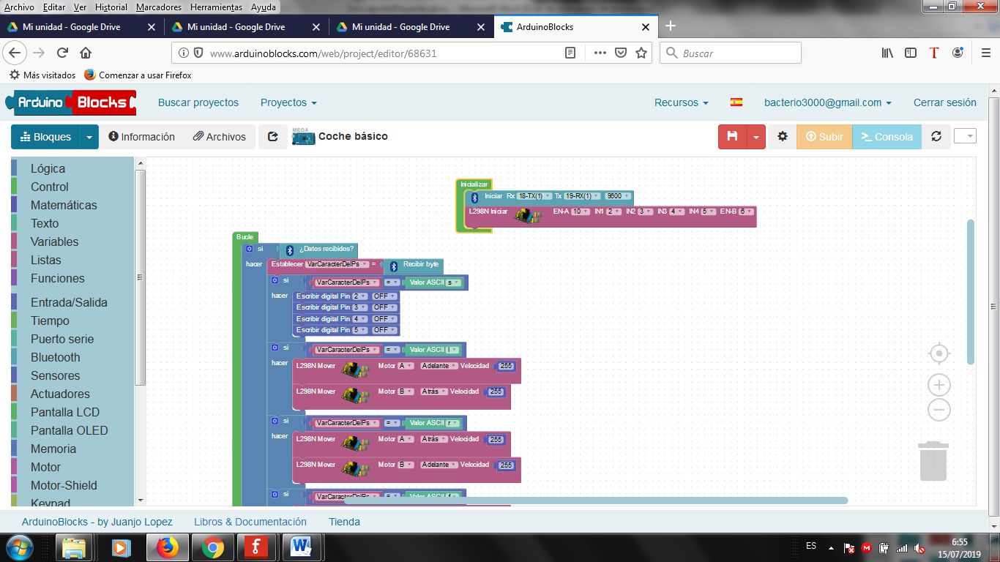 Archivo Editar Ver Historial Marcadores Herramientas Ayuda
Mi unidad - Google Drive Mi unidad - Google Drive Mi unidad - Google Drive ArduinoBlocks
www.arduinoblocks.com/web/project/editor/68631 Buscar
Más visitados Comenzar a usar Firefox
Arduino Blocks Buscar proyectos Proyectos Recursos bacterio3000@gmail.com Cerrar sesión
Bloques Información Archivos MEGA Coche básico Subir Consola
Lógica
Control
Matemáticas
Texto
Variables
Listas
Funciones
Entrada/Salida
Tiempo
Puerto serie
Bluetooth
Sensores
Actuadores
Pantalla LCD
Pantalla OLED
Memoria
Motor
Motor-Shield
Keypad
Inicializar
Iniciar Rx 18-TX(1) Tx 19-RX(1) 9600
L298N Iniciar EN-A 10 IN1 2 IN2 3 IN3 4 IN4 5 EN-B 6
Bucle
si ¿Datos recibidos?
hacer Establecer VarCaracterDelPs = Recibir byte
si VarCaracterDelPs = Valor ASCII s
hacer Escribir digital Pin 2 OFF
Escribir digital Pin 3 OFF
Escribir digital Pin 4 OFF
Escribir digital Pin 5 OFF
si VarCaracterDelPs = Valor ASCII l
hacer L298N Mover Motor A Adelante Velocidad 255
L298N Mover Motor B Atrás Velocidad 255
si VarCaracterDelPs = Valor ASCII r
hacer L298N Mover Motor A Atrás Velocidad 255
L298N Mover Motor B Adelante Velocidad 255
si VarCaracterDelPs = Valor ASCII f
ArduinoBlocks - by Juanjo Lopez Libros & Documentación Tienda
ES 6:55
15/07/2019